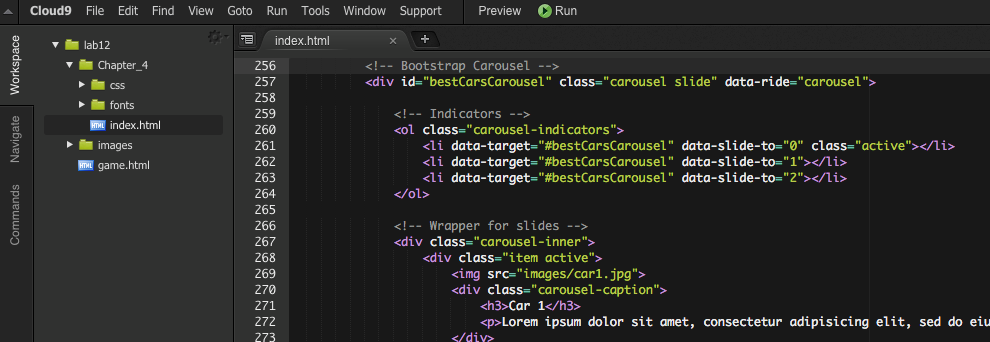 Cloud9 File Edit Find View Goto Run Tools Window Support Preview Run
Workspace
Navigate
Commands
lab12
Chapter_4
css
fonts
index.html
images
game.html
index.html × +
256 <!-- Bootstrap Carousel -->
257 <div id="bestCarsCarousel" class="carousel slide" data-ride="carousel">
258
259 <!-- Indicators -->
260 <ol class="carousel-indicators">
261 <li data-target="#bestCarsCarousel" data-slide-to="0" class="active"></li>
262 <li data-target="#bestCarsCarousel" data-slide-to="1"></li>
263 <li data-target="#bestCarsCarousel" data-slide-to="2"></li>
264 </ol>
265
266 <!-- Wrapper for slides -->
267 <div class="carousel-inner">
268 <div class="item active">
269 <img src="images/car1.jpg">
270 <div class="carousel-caption">
271 <h3>Car 1</h3>
272 <p>Lorem ipsum dolor sit amet, consectetur adipisicing elit, sed do eiu
273 </div>